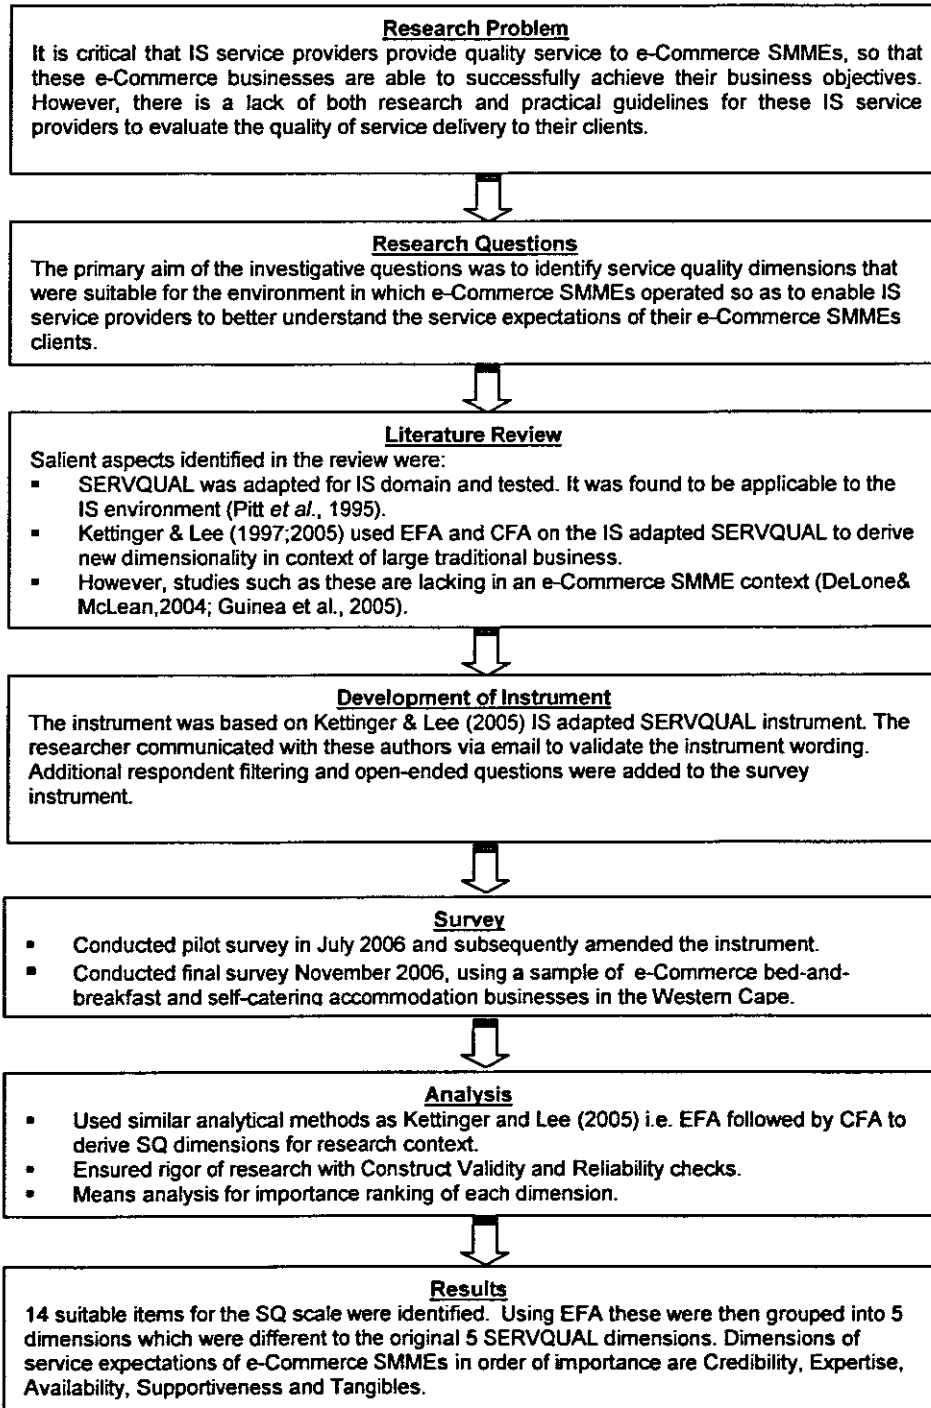 Research Problem
It is critical that IS service providers provide quality service to e-Commerce SMMEs, so that
these e-Commerce businesses are able to successfully achieve their business objectives.
However, there is a lack of both research and practical guidelines for these IS service
providers to evaluate the quality of service delivery to their clients.
Research Questions
The primary aim of the investigative questions was to identify service quality dimensions that
were suitable for the environment in which e-Commerce SMMEs operated so as to enable IS
service providers to better understand the service expectations of their e-Commerce SMMEs
clients.
Literature Review
Salient aspects identified in the review were:
▪ SERVQUAL was adapted for IS domain and tested. It was found to be applicable to the
IS environment (Pitt et al., 1995).
▪ Kettinger & Lee (1997;2005) used EFA and CFA on the IS adapted SERVQUAL to derive
new dimensionality in context of large traditional business.
▪ However, studies such as these are lacking in an e-Commerce SMME context (DeLone&
McLean,2004; Guinea et al., 2005).
Development of Instrument
The instrument was based on Kettinger & Lee (2005) IS adapted SERVQUAL instrument. The
researcher communicated with these authors via email to validate the instrument wording.
Additional respondent filtering and open-ended questions were added to the survey
instrument.
Survey
▪ Conducted pilot survey in July 2006 and subsequently amended the instrument.
▪ Conducted final survey November 2006, using a sample of e-Commerce bed-and-
breakfast and self-catering accommodation businesses in the Western Cape.
Analysis
▪ Used similar analytical methods as Kettinger and Lee (2005) i.e. EFA followed by CFA to
derive SQ dimensions for research context.
▪ Ensured rigor of research with Construct Validity and Reliability checks.
▪ Means analysis for importance ranking of each dimension.
Results
14 suitable items for the SQ scale were identified. Using EFA these were then grouped into 5
dimensions which were different to the original 5 SERVQUAL dimensions. Dimensions of
service expectations of e-Commerce SMMEs in order of importance are Credibility, Expertise,
Availability, Supportiveness and Tangibles.